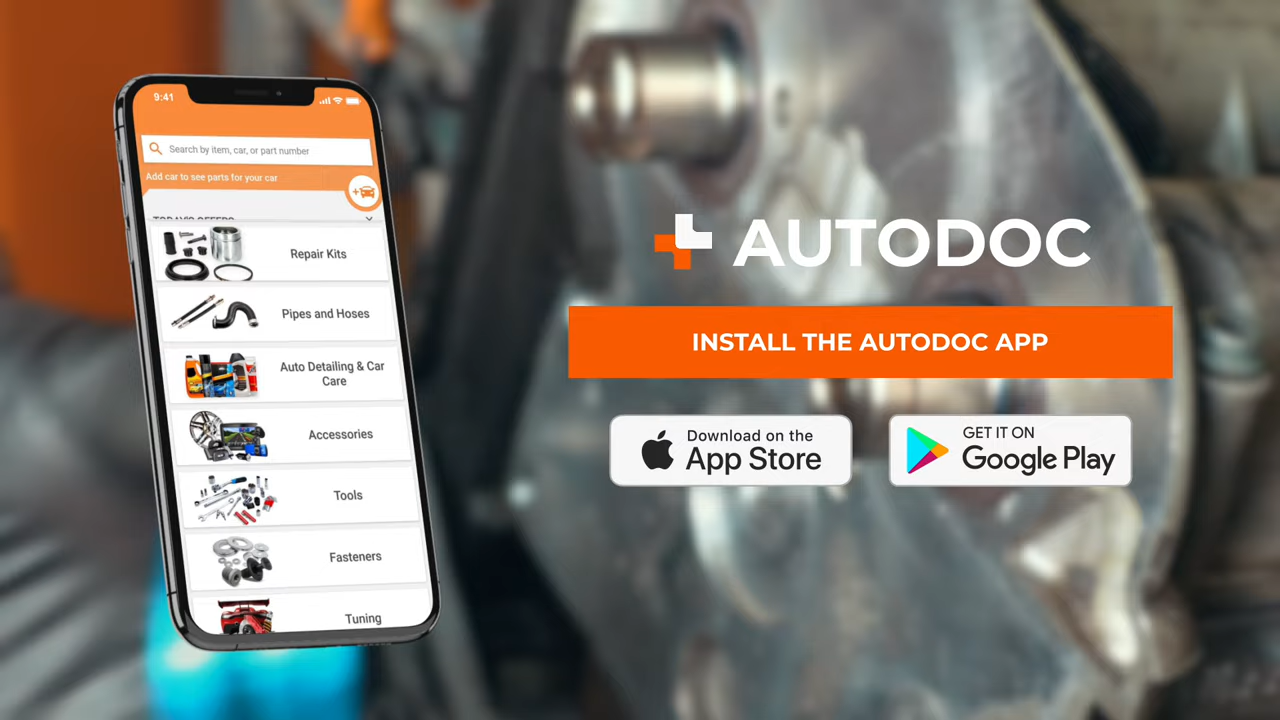 9:41
Search by item, car, or part number
Add car to see parts for your car
TODAY'S OFFERS
Repair Kits
Pipes and Hoses
Auto Detailing & Car
Care
Accessories
Tools
Fasteners
Tuning
AUTODOC
INSTALL THE AUTODOC APP
Download on the
App Store
GET IT ON
Google Play